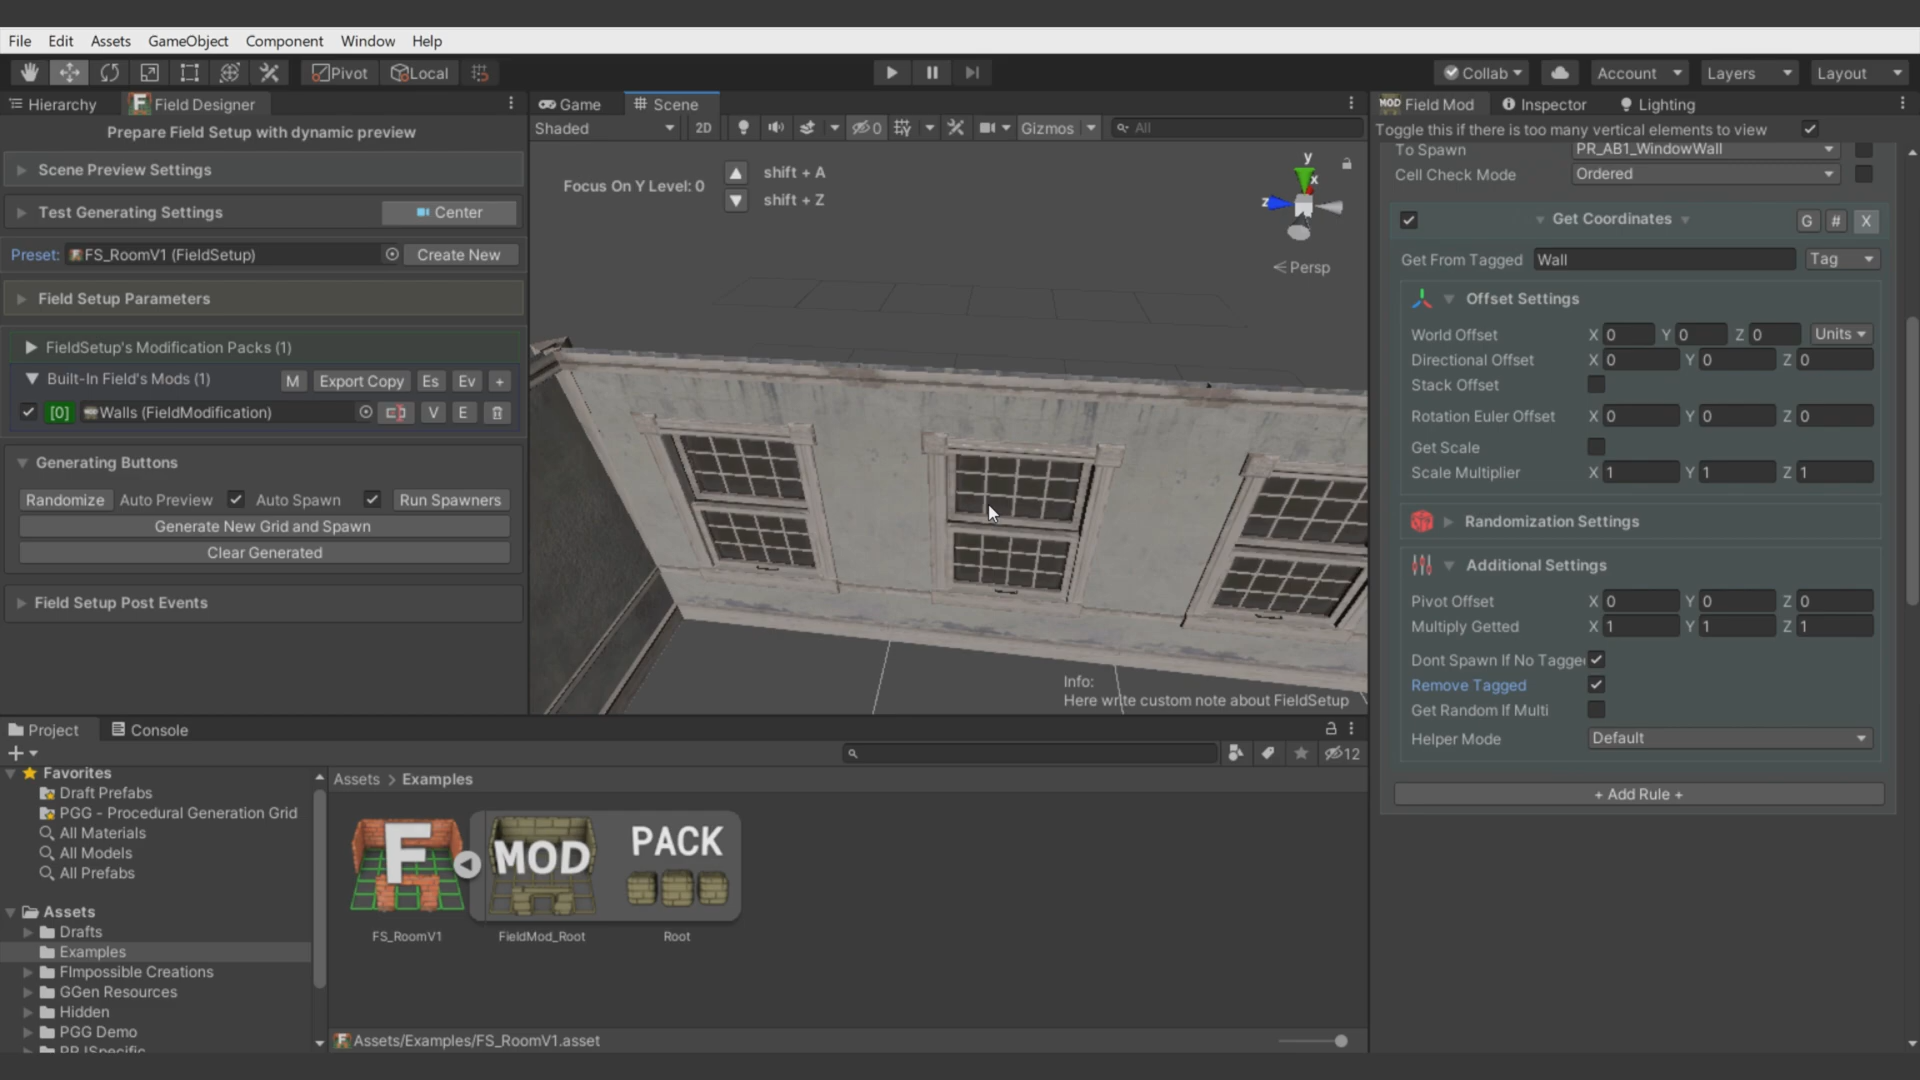 File Edit Assets GameObject Component Window Help
Pivot Local Collab Account Layers Layout
Hierarchy Field Designer
Prepare Field Setup with dynamic preview
Scene Preview Settings
Test Generating Settings Center
Preset: FS_RoomV1 (FieldSetup) Create New
Field Setup Parameters
FieldSetup's Modification Packs (1)
Built-In Field's Mods (1) M Export Copy Es Ev +
[0] Walls (FieldModification) V E
Generating Buttons
Randomize Auto Preview Auto Spawn Run Spawners
Generate New Grid and Spawn
Clear Generated
Field Setup Post Events
Game Scene
Shaded 2D 0 Gizmos All
Focus On Y Level: 0
shift + A
shift + Z
y
x
z
Persp
Info:
Here write custom note about FieldSetup
MOD Field Mod Inspector Lighting
Toggle this if there is too many vertical elements to view
To Spawn PR_AB1_WindowWall
Cell Check Mode Ordered
Get Coordinates G # X
Get From Tagged Wall Tag
Offset Settings
World Offset X 0 Y 0 Z 0 Units
Directional Offset X 0 Y 0 Z 0
Stack Offset
Rotation Euler Offset X 0 Y 0 Z 0
Get Scale
Scale Multiplier X 1 Y 1 Z 1
Randomization Settings
Additional Settings
Pivot Offset X 0 Y 0 Z 0
Multiply Getted X 1 Y 1 Z 1
Dont Spawn If No Tagge
Remove Tagged
Get Random If Multi
Helper Mode Default
+ Add Rule +
Project Console
12
Favorites
Draft Prefabs
PGG - Procedural Generation Grid
All Materials
All Models
All Prefabs
Assets
Drafts
Examples
FImpossible Creations
GGen Resources
Hidden
PGG Demo
Assets > Examples
F
MOD
PACK
FS_RoomV1 FieldMod_Root Root
Assets/Examples/FS_RoomV1.asset